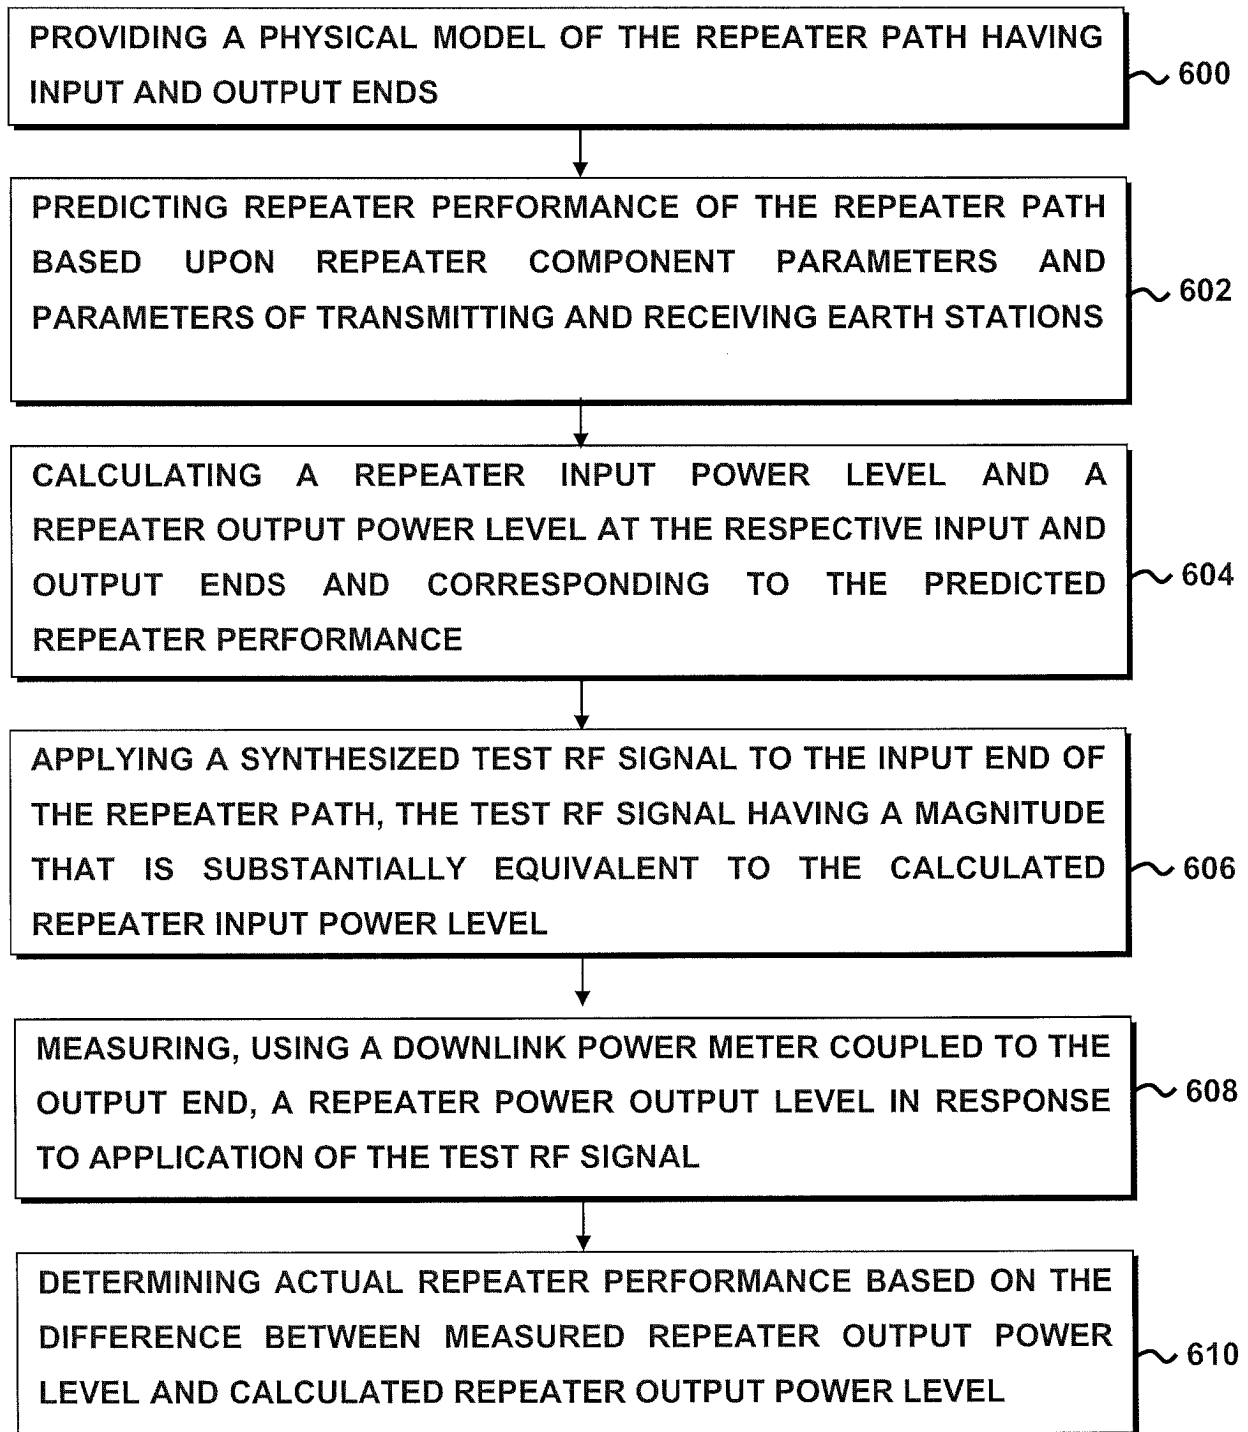 PROVIDING A PHYSICAL MODEL OF THE REPEATER PATH HAVING
INPUT AND OUTPUT ENDS
600
PREDICTING REPEATER PERFORMANCE OF THE REPEATER PATH
BASED UPON REPEATER COMPONENT PARAMETERS AND
PARAMETERS OF TRANSMITTING AND RECEIVING EARTH STATIONS
602
CALCULATING A REPEATER INPUT POWER LEVEL AND A
REPEATER OUTPUT POWER LEVEL AT THE RESPECTIVE INPUT AND
OUTPUT ENDS AND CORRESPONDING TO THE PREDICTED
REPEATER PERFORMANCE
604
APPLYING A SYNTHESIZED TEST RF SIGNAL TO THE INPUT END OF
THE REPEATER PATH, THE TEST RF SIGNAL HAVING A MAGNITUDE
THAT IS SUBSTANTIALLY EQUIVALENT TO THE CALCULATED
REPEATER INPUT POWER LEVEL
606
MEASURING, USING A DOWNLINK POWER METER COUPLED TO THE
OUTPUT END, A REPEATER POWER OUTPUT LEVEL IN RESPONSE
TO APPLICATION OF THE TEST RF SIGNAL
608
DETERMINING ACTUAL REPEATER PERFORMANCE BASED ON THE
DIFFERENCE BETWEEN MEASURED REPEATER OUTPUT POWER
LEVEL AND CALCULATED REPEATER OUTPUT POWER LEVEL
610